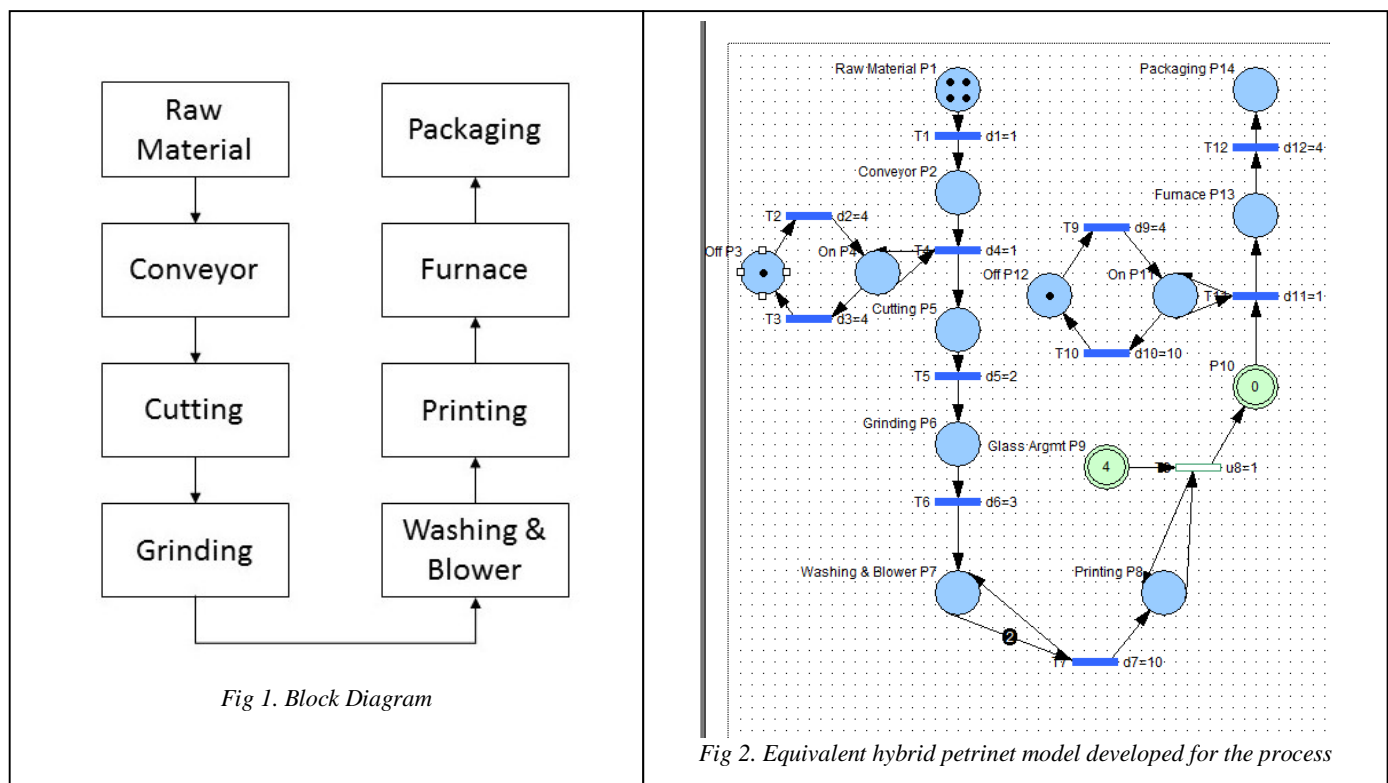 Raw
Material
Conveyor
Cutting
Grinding
Washing &
Blower
Printing
Furnace
Packaging
Fig 1. Block Diagram
Raw Material P1
T1 d1=1
Conveyor P2
T2 d2=4
Off P3
On P4
T3 d3=4
T4 d4=1
Cutting P5
T5 d5=2
Grinding P6
T6 d6=3
Washing & Blower P7
2
T7 d7=10
Printing P8
Glass Argmt P9
4
u8=1
P10
0
T9 d9=4
Off P12
On P11
T10 d10=10
d11=1
Furnace P13
T12 d12=4
Packaging P14
Fig 2. Equivalent hybrid petrinet model developed for the process